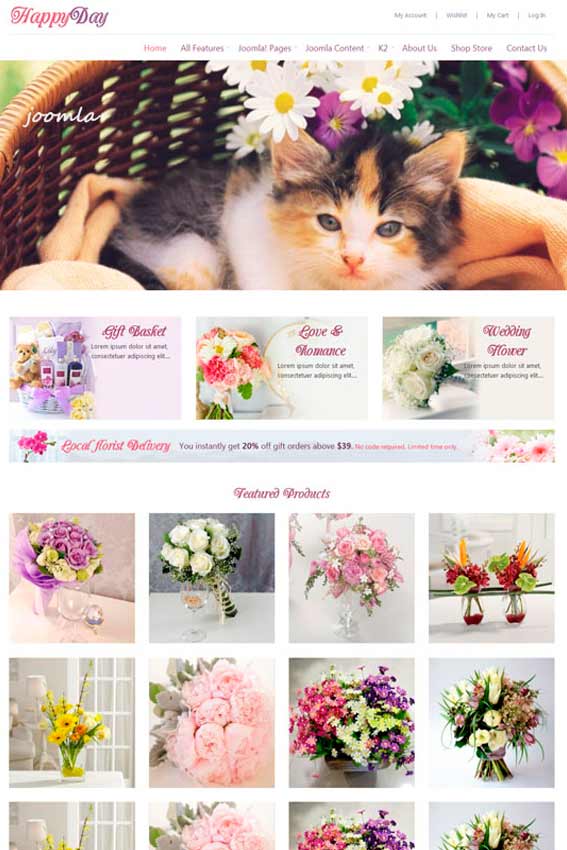 HappyDay
My Account | Wishlist | My Cart | Log In
Home All Features Joomla! Pages Joomla Content K2 About Us Shop Store Contact Us
joomla
Gift Basket
Lorem ipsum dolor sit amet,
consectetuer adipiscing elit...
Love &
Romance
Lorem ipsum dolor sit amet,
consectetuer adipiscing elit...
Wedding
Flower
Lorem ipsum dolor sit amet,
consectetuer adipiscing elit...
Local florist Delivery You instantly get 20% off gift orders above $39. No code required. Limited time only.
Featured Products